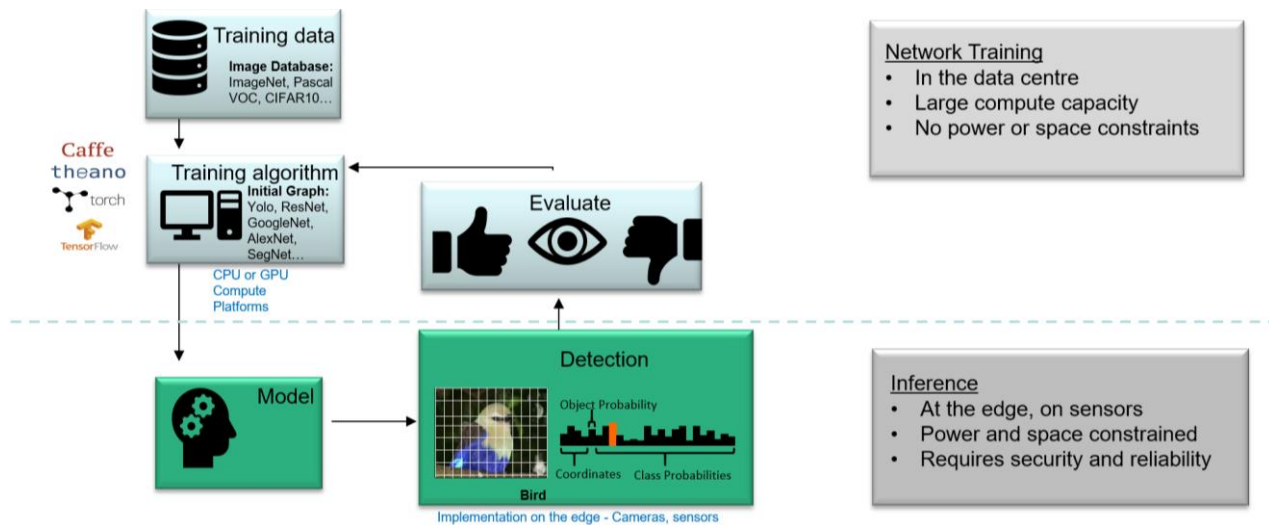 Training data
Image Database:
ImageNet, Pascal
VOC, CIFAR10...
Network Training
• In the data centre
• Large compute capacity
• No power or space constraints
Caffe
theano
torch
TensorFlow
Training algorithm
Initial Graph:
Yolo, ResNet,
GoogleNet,
AlexNet,
SegNet...
CPU or GPU
Compute
Platforms
Evaluate
Model
Detection
Object Probability
Coordinates
Class Probabilities
Bird
Implementation on the edge - Cameras, sensors
Inference
• At the edge, on sensors
• Power and space constrained
• Requires security and reliability